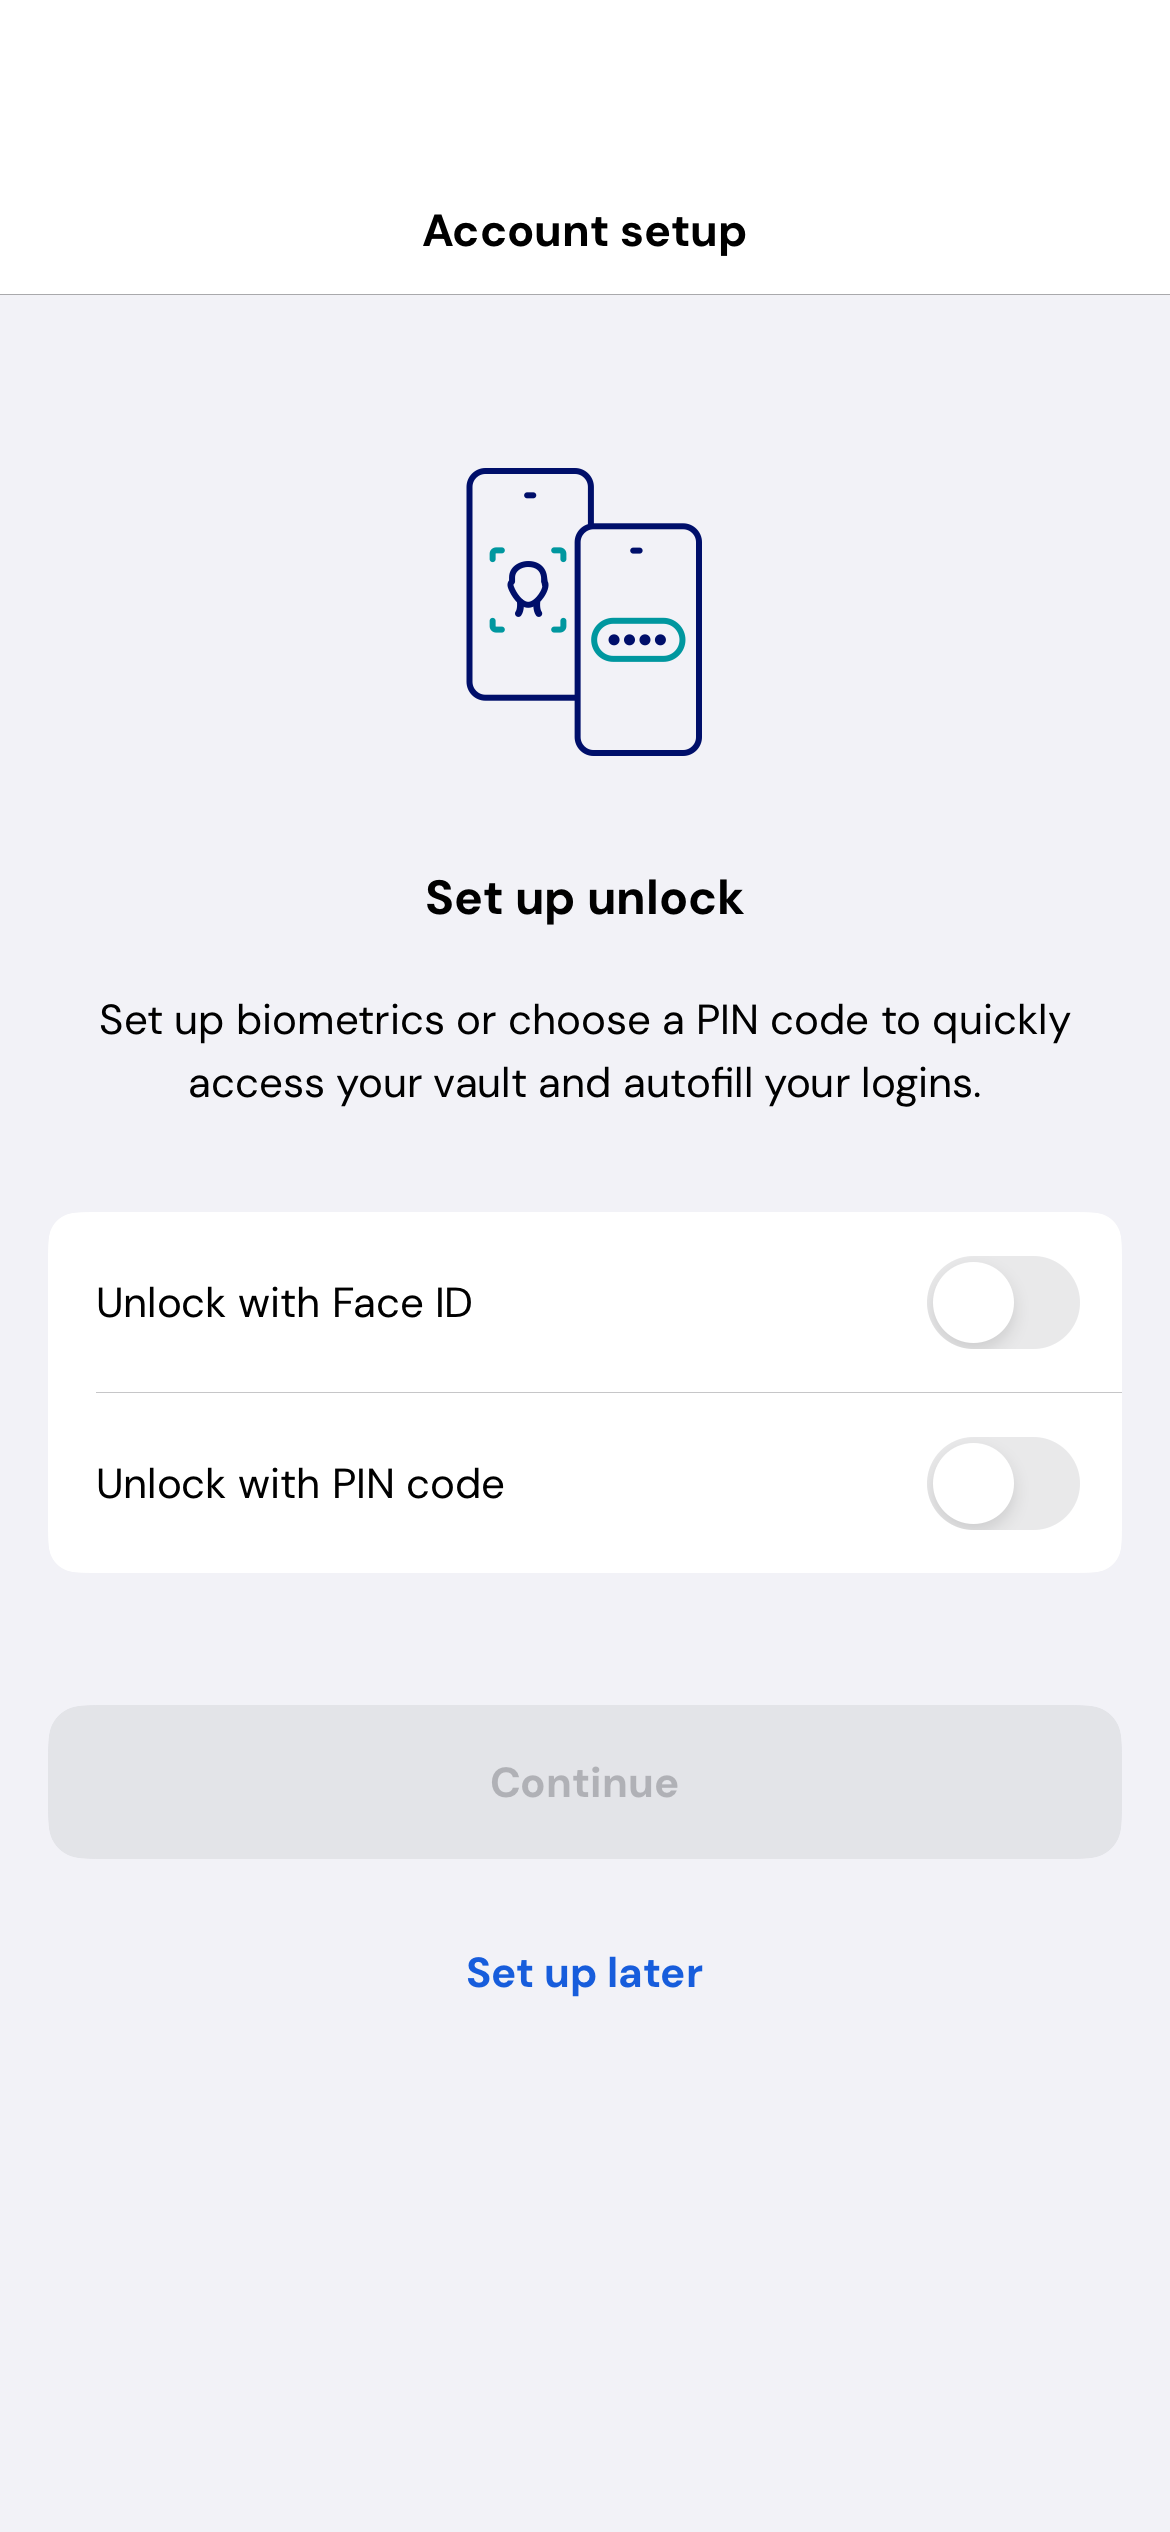 Account setup
Set up unlock
Set up biometrics or choose a PIN code to quickly
access your vault and autofill your logins.
Unlock with Face ID
Unlock with PIN code
Continue
Set up later